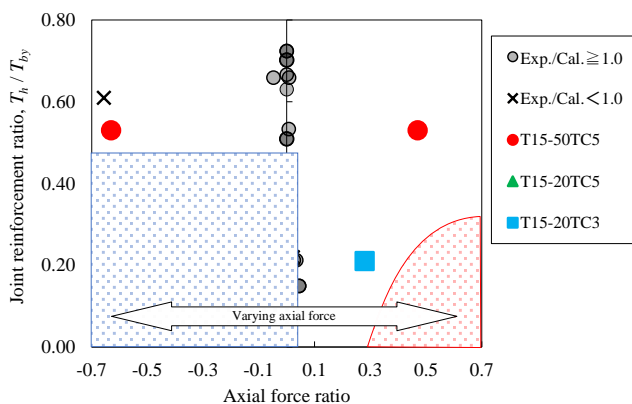 0.80
0.60
0.40
0.20
0.00
Joint reinforcement ratio, T_h / T_by
-0.7
-0.5
-0.3
-0.1
0.1
0.3
0.5
0.7
Axial force ratio
Varying axial force
Exp./Cal.≧1.0
Exp./Cal.<1.0
T15-50TC5
T15-20TC5
T15-20TC3